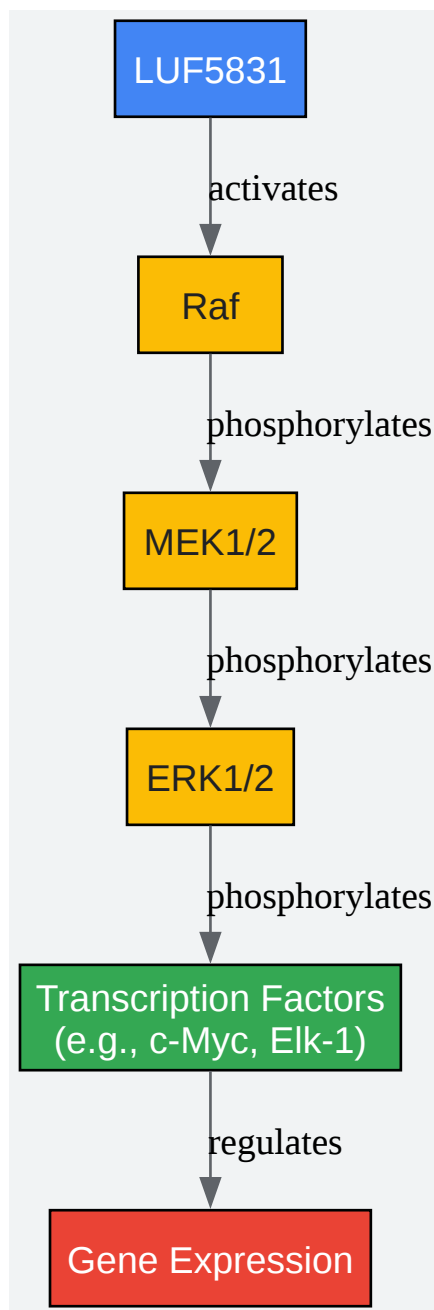 LUF5831
activates
Raf
phosphorylates
MEK1/2
phosphorylates
ERK1/2
phosphorylates
Transcription Factors
(e.g., c-Myc, Elk-1)
regulates
Gene Expression